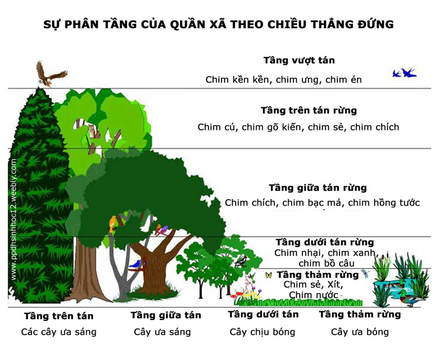 SỰ PHÂN TẦNG CỦA QUẦN XÃ THEO CHIỀU THẲNG ĐỨNG
Tầng vượt tán
Chim kền kền, chim ưng, chim én
Tầng trên tán rừng
Chim cú, chim gõ kiến, chim sẻ, chim chích
Tầng giữa tán rừng
Chim chích, chim bạc má, chim hồng tước
Tầng dưới tán rừng
Chim nhại, chim xanh,
chim bồ câu
Tầng thảm rừng
Chim sẻ, Xít,
Chim nước
Tầng trên tán
Các cây ưa sáng
Tầng giữa tán
Cây ưa sáng
Tầng dưới tán
Cây chịu bóng
Tầng thảm rừng
Cây ưa bóng